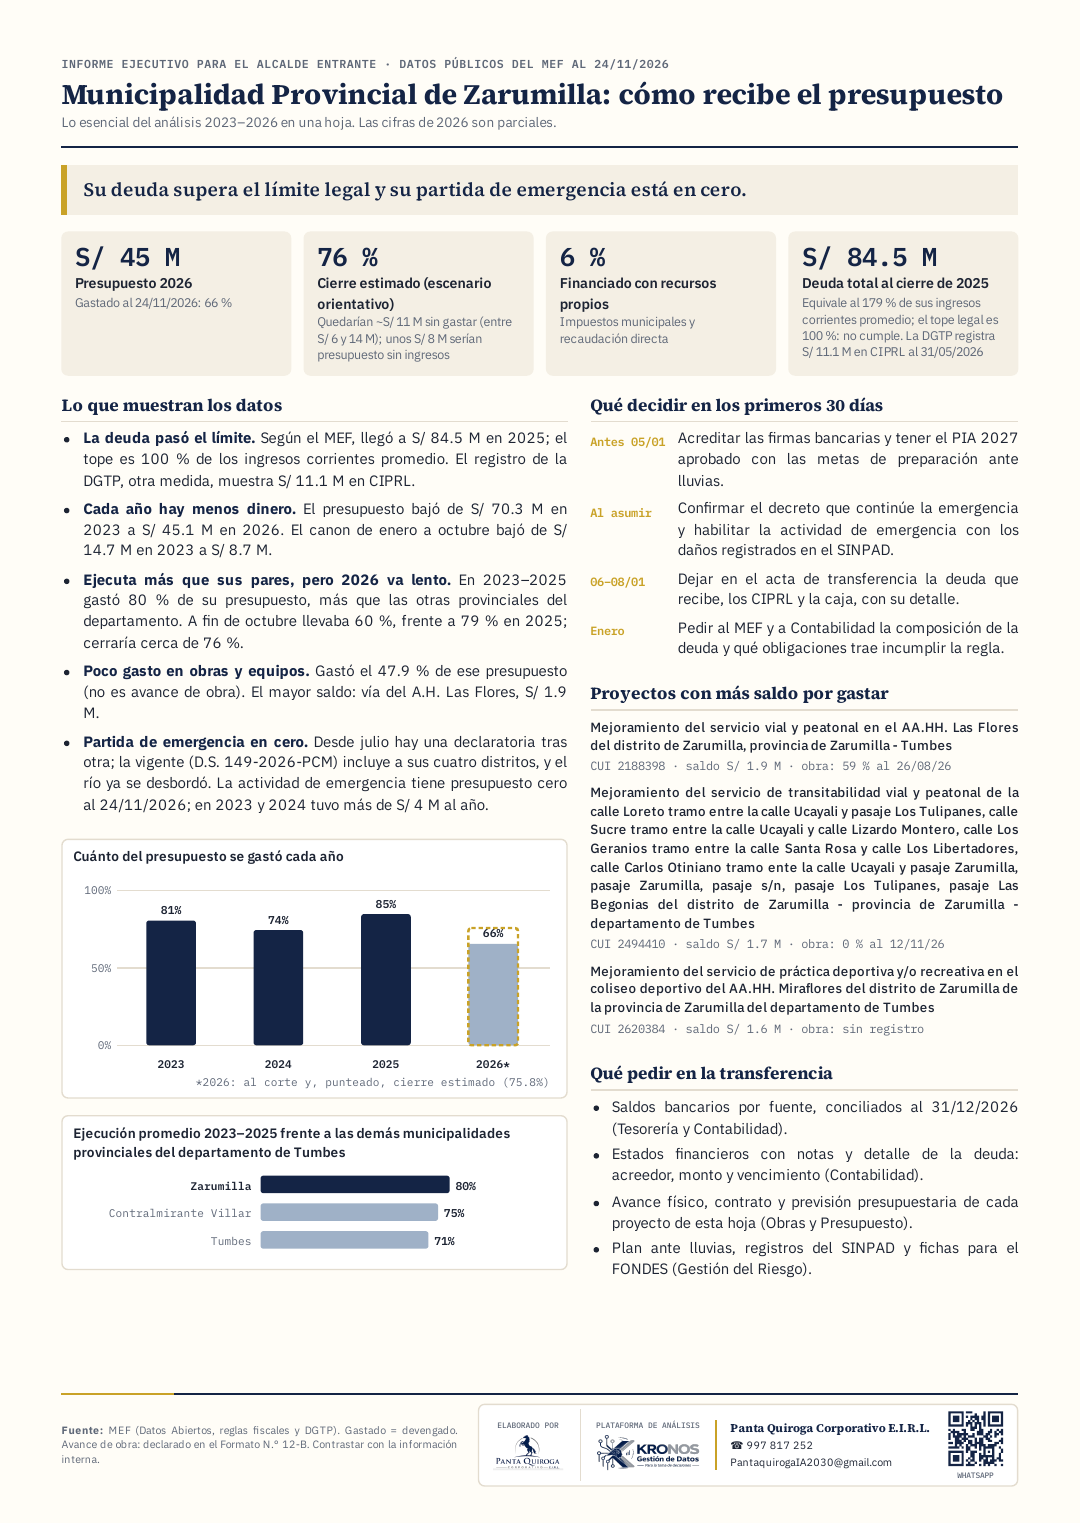 INFORME EJECUTIVO PARA EL ALCALDE ENTRANTE · DATOS PÚBLICOS DEL MEF AL 24/11/2026
Municipalidad Provincial de Zarumilla: cómo recibe el presupuesto
Lo esencial del análisis 2023–2026 en una hoja. Las cifras de 2026 son parciales.
Su deuda supera el límite legal y su partida de emergencia está en cero.
S/ 45 M
Presupuesto 2026
Gastado al 24/11/2026: 66 %
76 %
Cierre estimado (escenario
orientativo)
Quedarían ~S/ 11 M sin gastar (entre
S/ 6 y 14 M); unos S/ 8 M serían
presupuesto sin ingresos
6 %
Financiado con recursos
propios
Impuestos municipales y
recaudación directa
S/ 84.5 M
Deuda total al cierre de 2025
Equivale al 179 % de sus ingresos
corrientes promedio; el tope legal es
100 %: no cumple. La DGTP registra
S/ 11.1 M en CIPRL al 31/05/2026
Lo que muestran los datos
• La deuda pasó el límite. Según el MEF, llegó a S/ 84.5 M en 2025; el
tope es 100 % de los ingresos corrientes promedio. El registro de la
DGTP, otra medida, muestra S/ 11.1 M en CIPRL.
• Cada año hay menos dinero. El presupuesto bajó de S/ 70.3 M en
2023 a S/ 45.1 M en 2026. El canon de enero a octubre bajó de S/
14.7 M en 2023 a S/ 8.7 M.
• Ejecuta más que sus pares, pero 2026 va lento. En 2023–2025
gastó 80 % de su presupuesto, más que las otras provinciales del
departamento. A fin de octubre llevaba 60 %, frente a 79 % en 2025;
cerraría cerca de 76 %.
• Poco gasto en obras y equipos. Gastó el 47.9 % de ese presupuesto
(no es avance de obra). El mayor saldo: vía del A.H. Las Flores, S/ 1.9
M.
• Partida de emergencia en cero. Desde julio hay una declaratoria tras
otra; la vigente (D.S. 149-2026-PCM) incluye a sus cuatro distritos, y el
río ya se desbordó. La actividad de emergencia tiene presupuesto cero
al 24/11/2026; en 2023 y 2024 tuvo más de S/ 4 M al año.
Cuánto del presupuesto se gastó cada año
100%
50%
0%
81%
74%
85%
66%
2023
2024
2025
2026*
*2026: al corte y, punteado, cierre estimado (75.8%)
Ejecución promedio 2023–2025 frente a las demás municipalidades
provinciales del departamento de Tumbes
Zarumilla 80%
Contralmirante Villar 75%
Tumbes 71%
Qué decidir en los primeros 30 días
Antes 05/01 Acreditar las firmas bancarias y tener el PIA 2027
aprobado con las metas de preparación ante
lluvias.
Al asumir Confirmar el decreto que continúe la emergencia
y habilitar la actividad de emergencia con los
daños registrados en el SINPAD.
06–08/01 Dejar en el acta de transferencia la deuda que
recibe, los CIPRL y la caja, con su detalle.
Enero Pedir al MEF y a Contabilidad la composición de la
deuda y qué obligaciones trae incumplir la regla.
Proyectos con más saldo por gastar
Mejoramiento del servicio vial y peatonal en el AA.HH. Las Flores
del distrito de Zarumilla, provincia de Zarumilla - Tumbes
CUI 2188398 · saldo S/ 1.9 M · obra: 59 % al 26/08/26
Mejoramiento del servicio de transitabilidad vial y peatonal de la
calle Loreto tramo entre la calle Ucayali y pasaje Los Tulipanes, calle
Sucre tramo entre la calle Ucayali y calle Lizardo Montero, calle Los
Geranios tramo entre la calle Santa Rosa y calle Los Libertadores,
calle Carlos Otiniano tramo ente la calle Ucayali y pasaje Zarumilla,
pasaje Zarumilla, pasaje s/n, pasaje Los Tulipanes, pasaje Las
Begonias del distrito de Zarumilla - provincia de Zarumilla -
departamento de Tumbes
CUI 2494410 · saldo S/ 1.7 M · obra: 0 % al 12/11/26
Mejoramiento del servicio de práctica deportiva y/o recreativa en el
coliseo deportivo del AA.HH. Miraflores del distrito de Zarumilla de
la provincia de Zarumilla del departamento de Tumbes
CUI 2620384 · saldo S/ 1.6 M · obra: sin registro
Qué pedir en la transferencia
• Saldos bancarios por fuente, conciliados al 31/12/2026
(Tesorería y Contabilidad).
• Estados financieros con notas y detalle de la deuda:
acreedor, monto y vencimiento (Contabilidad).
• Avance físico, contrato y previsión presupuestaria de cada
proyecto de esta hoja (Obras y Presupuesto).
• Plan ante lluvias, registros del SINPAD y fichas para el
FONDES (Gestión del Riesgo).
Fuente: MEF (Datos Abiertos, reglas fiscales y DGTP). Gastado = devengado.
Avance de obra: declarado en el Formato N.° 12-B. Contrastar con la información
interna.
ELABORADO POR
PANTA QUIROGA
PLATAFORMA DE ANÁLISIS
KRONOS
Gestión de Datos
Panta Quiroga Corporativo E.I.R.L.
☎ 997 817 252
PantaquirogaIA2030@gmail.com
WHATSAPP